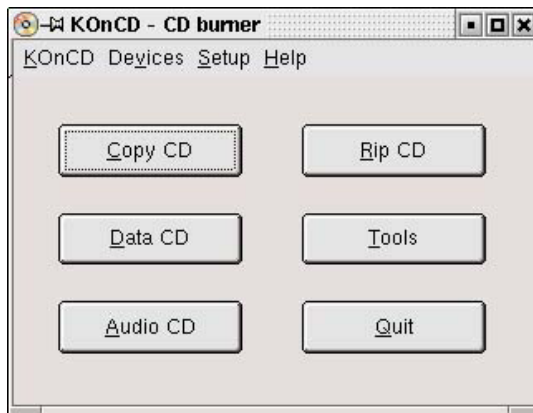 KOnCD - CD burner
KOnCD Devices Setup Help
Copy CD Rip CD
Data CD Tools
Audio CD Quit